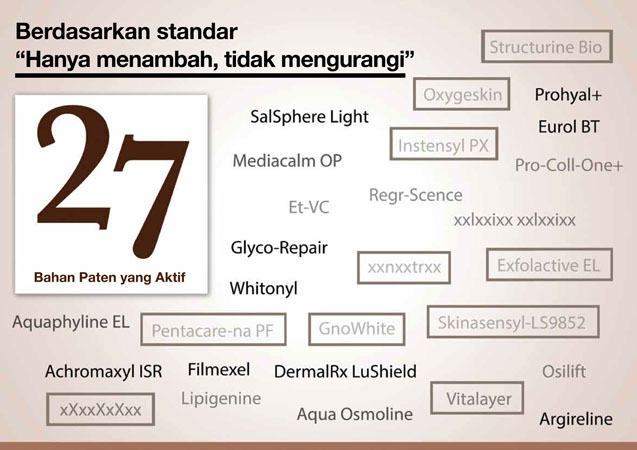 Berdasarkan standar
“Hanya menambah, tidak mengurangi”
Structurine Bio
27
Bahan Paten yang Aktif
Oxygeskin
Prohyal+
SalSphere Light
Eurol BT
Instensyl PX
Mediacalm OP
Pro-Coll-One+
Regr-Scence
Et-VC
xxlxxixx xxlxxixx
Glyco-Repair
xxnxxtrxx
Exfolactive EL
Whitonyl
Aquaphyline EL
Pentacare-na PF
GnoWhite
Skinasensyl-LS9852
Achromaxyl ISR
Filmexel
DermalRx LuShield
Osilift
xXxxXxXxx
Lipigenine
Aqua Osmoline
Vitalayer
Argireline